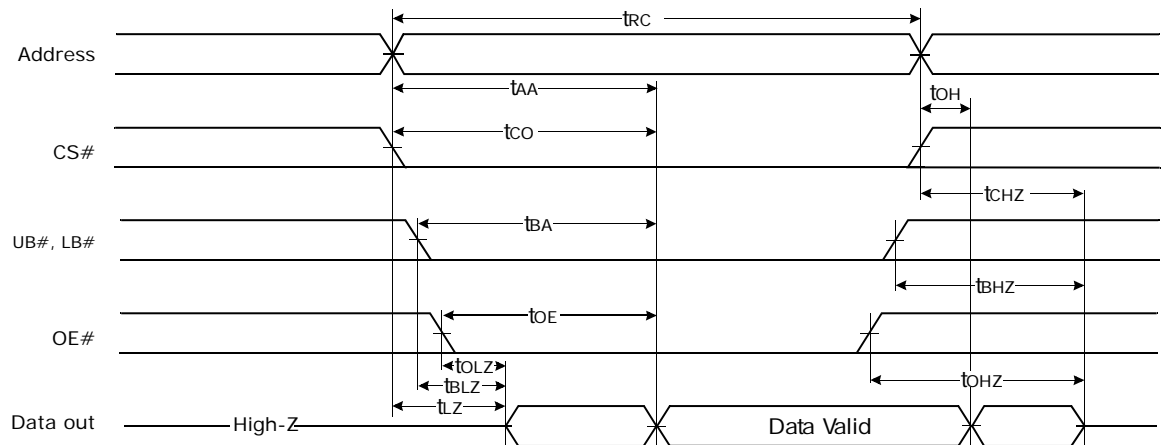 tRC
Address
tAA
tOH
tCO
CS#
tCHZ
tBA
UB#, LB#
tBHZ
tOE
OE#
tOLZ
tOHZ
tBLZ
tLZ
Data out
High-Z
Data Valid